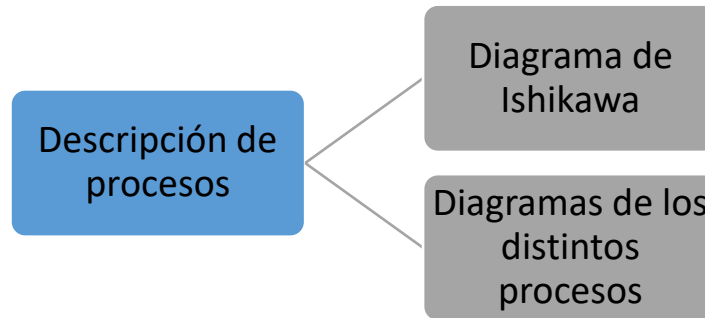 Descripción de
procesos
Diagrama de
Ishikawa
Diagramas de los
distintos
procesos